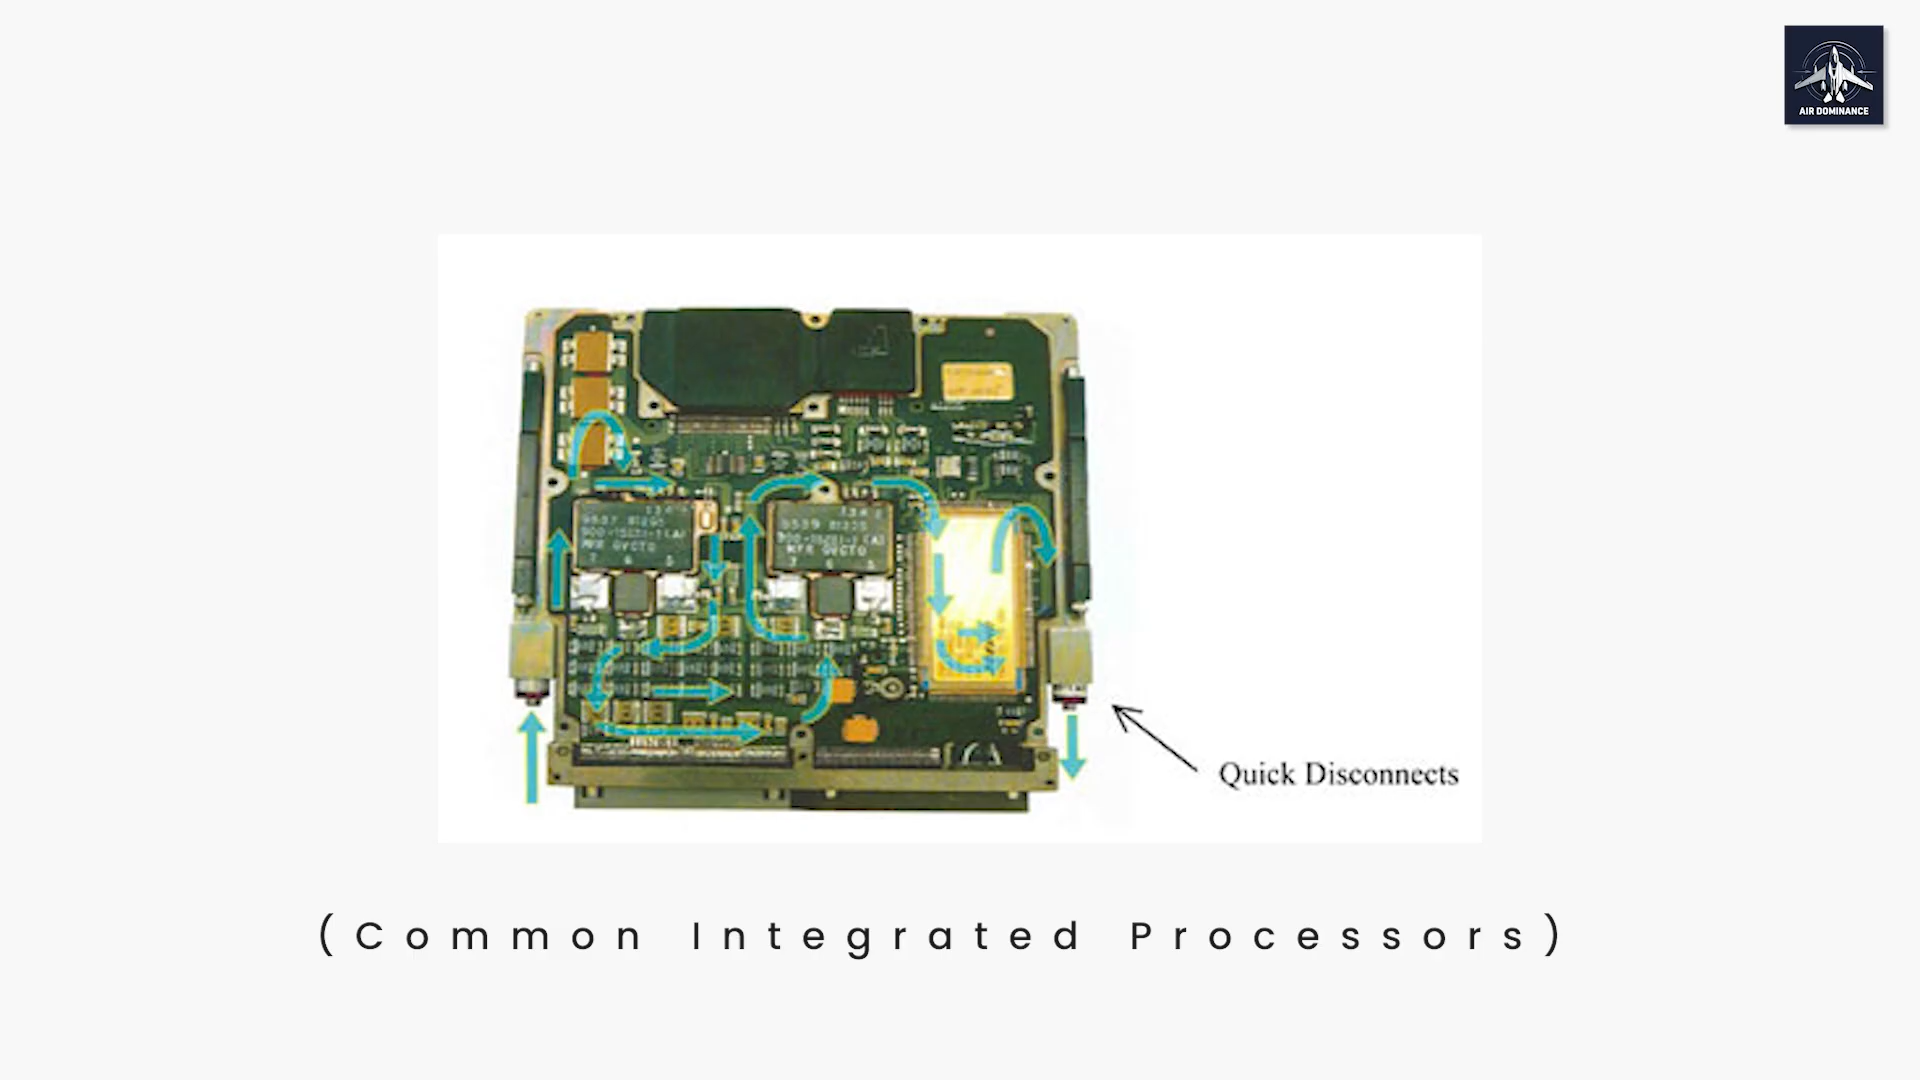 AIR DOMINANCE
Quick Disconnects
(Common Integrated Processors)